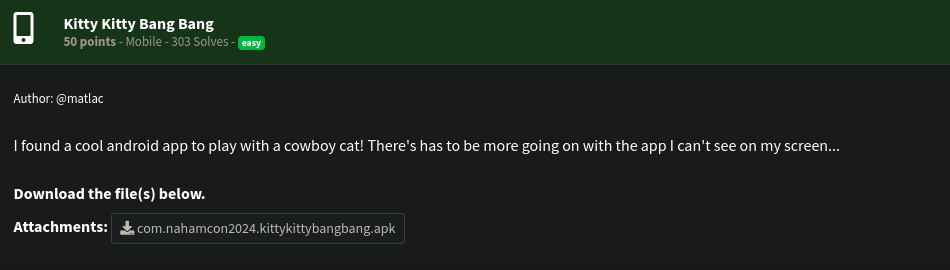 Kitty Kitty Bang Bang
50 points - Mobile - 303 Solves - easy
Author: @matlac
I found a cool android app to play with a cowboy cat! There's has to be more going on with the app I can't see on my screen...
Download the file(s) below.
Attachments: com.nahamcon2024.kittykittybangbang.apk